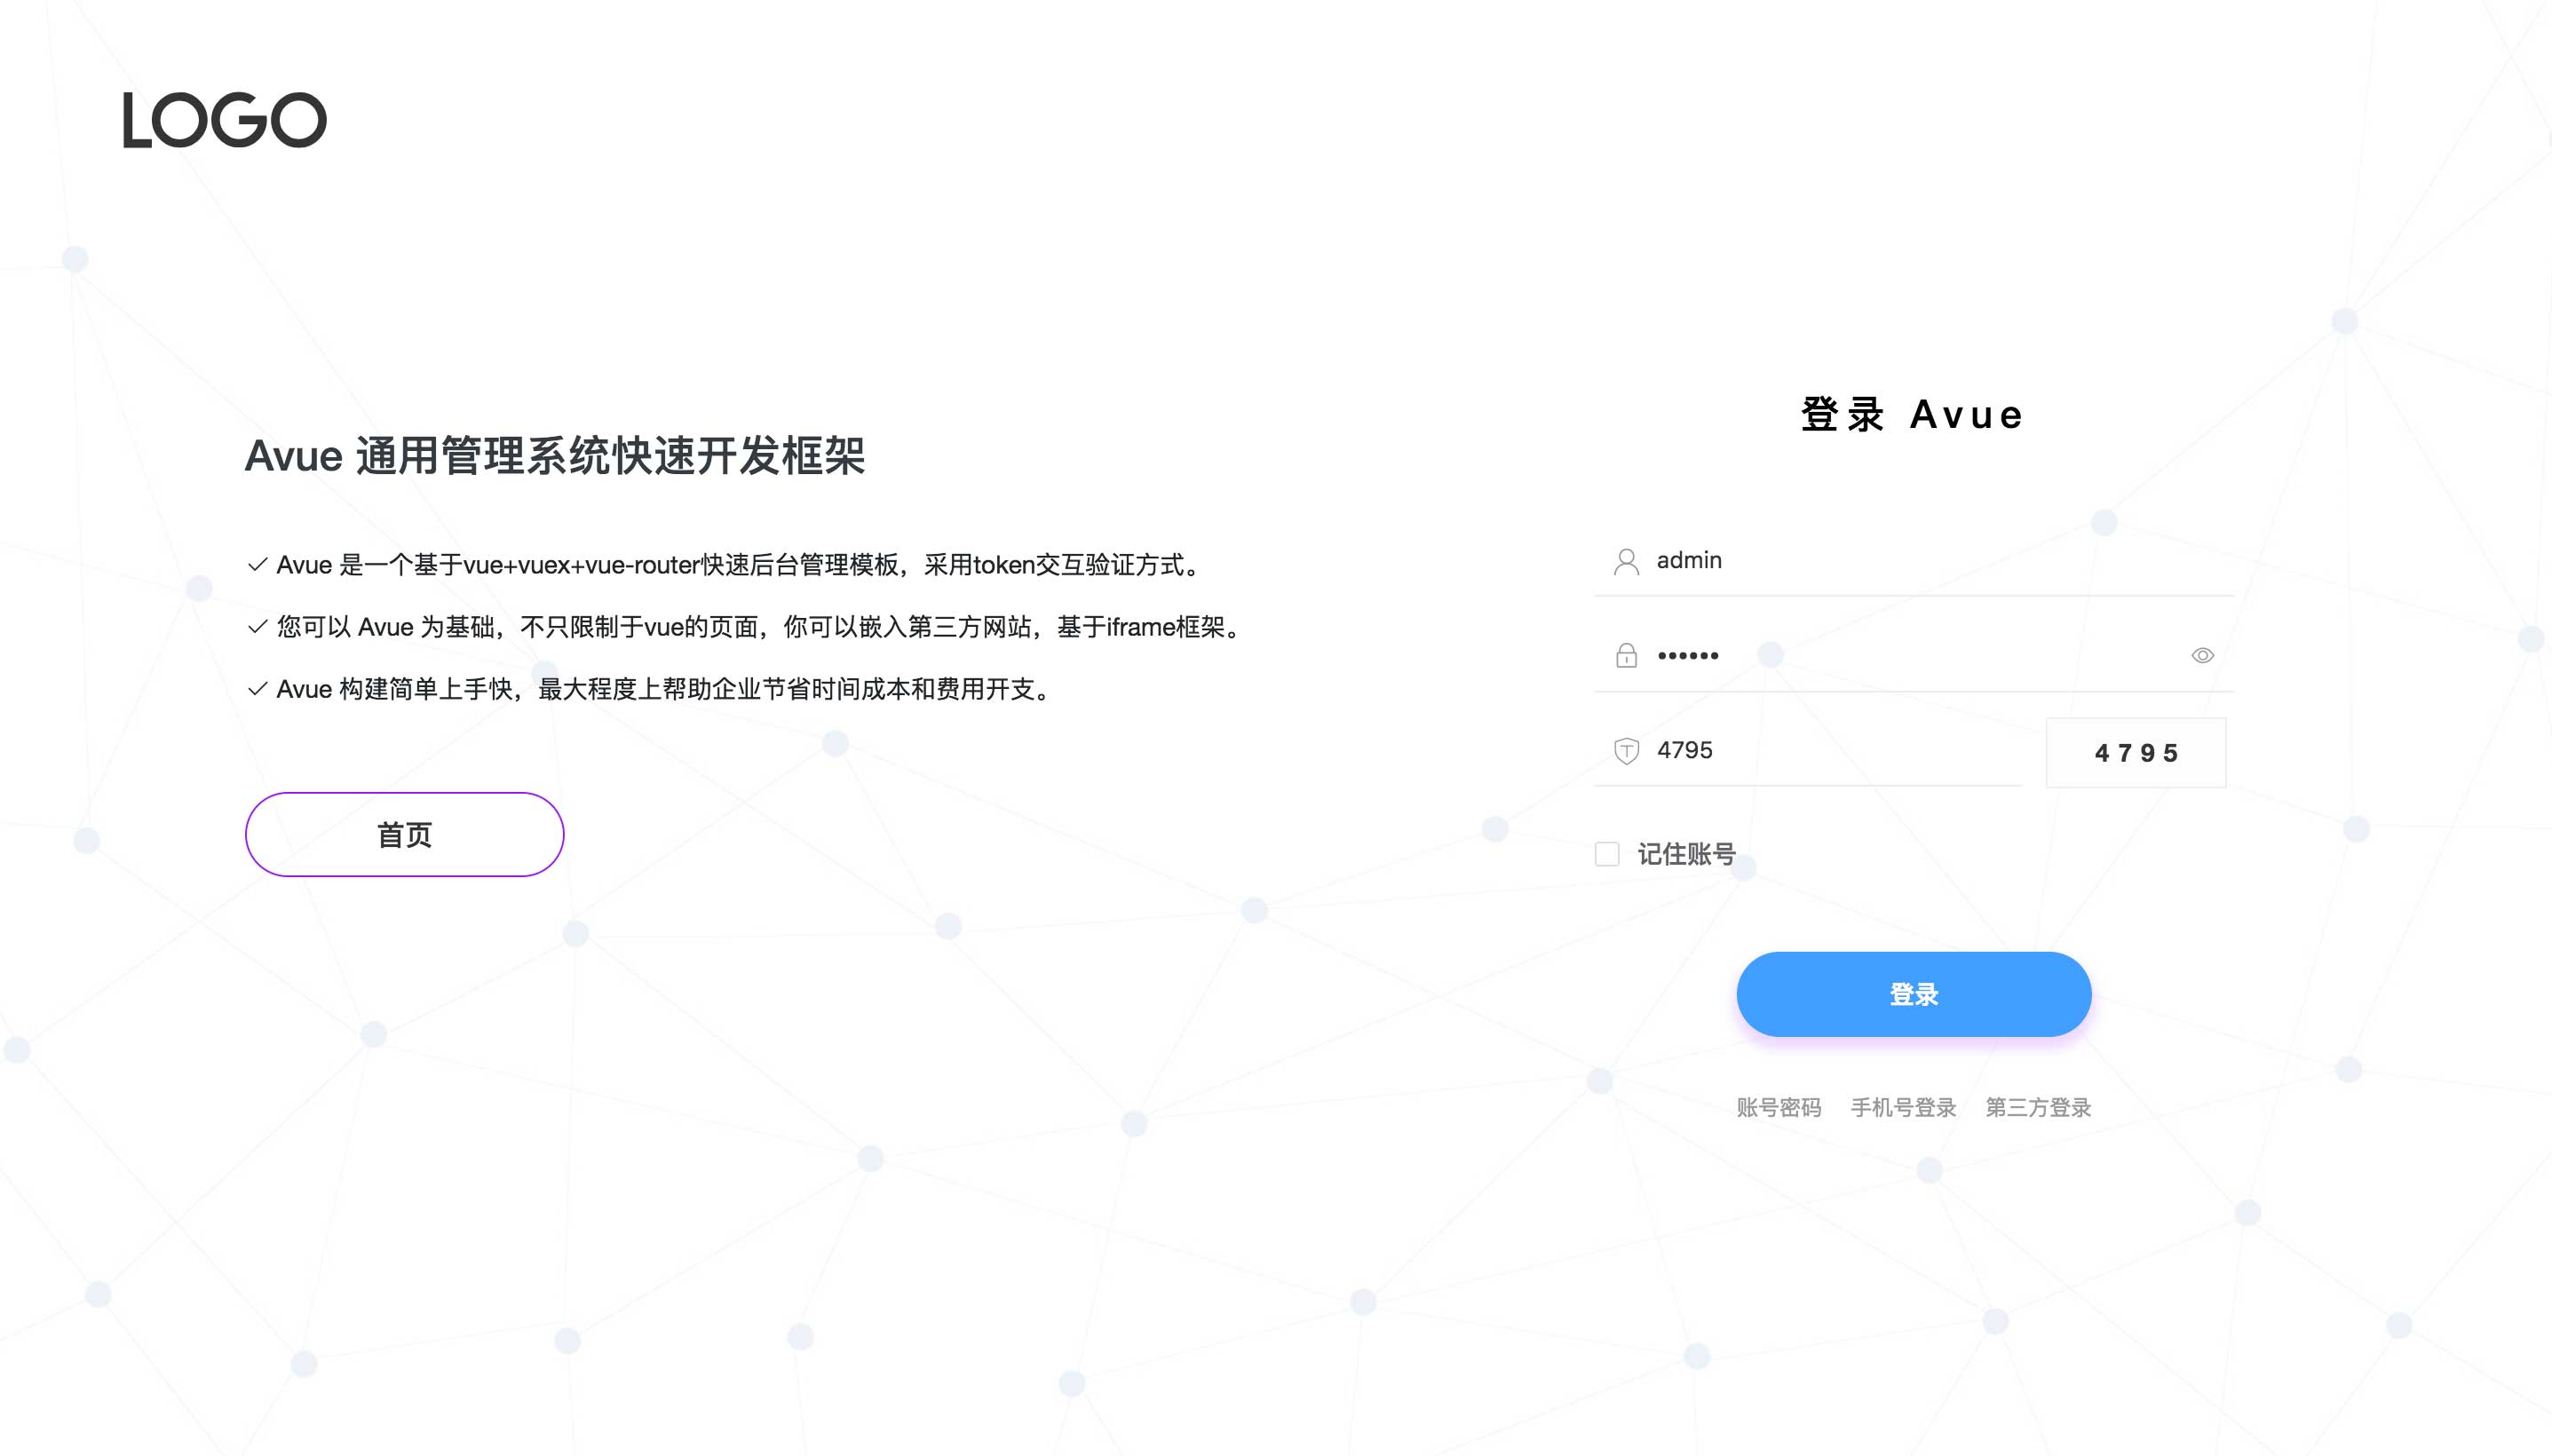 LOGO
Avue 通用管理系统快速开发框架
Avue 是一个基于vue+vuex+vue-router快速后台管理模板，采用token交互验证方式。
您可以 Avue 为基础，不只限制于vue的页面，你可以嵌入第三方网站，基于iframe框架。
Avue 构建简单上手快，最大程度上帮助企业节省时间成本和费用开支。
首页
登录 Avue
admin
••••••
4795
4795
记住账号
登录
账号密码 手机号登录 第三方登录